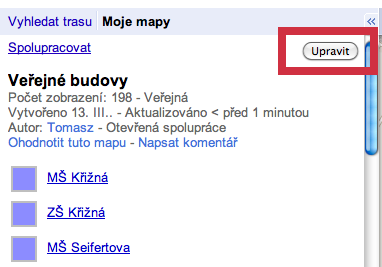 Vyhledat trasu Moje mapy «
Spolupracovat Upravit
Veřejné budovy
Počet zobrazení: 198 - Veřejná
Vytvořeno 13. III.. - Aktualizováno < před 1 minutou
Autor: Tomasz - Otevřená spolupráce
Ohodnotit tuto mapu - Napsat komentář
MŠ Křižná
ZŠ Křižná
MŠ Seifertova